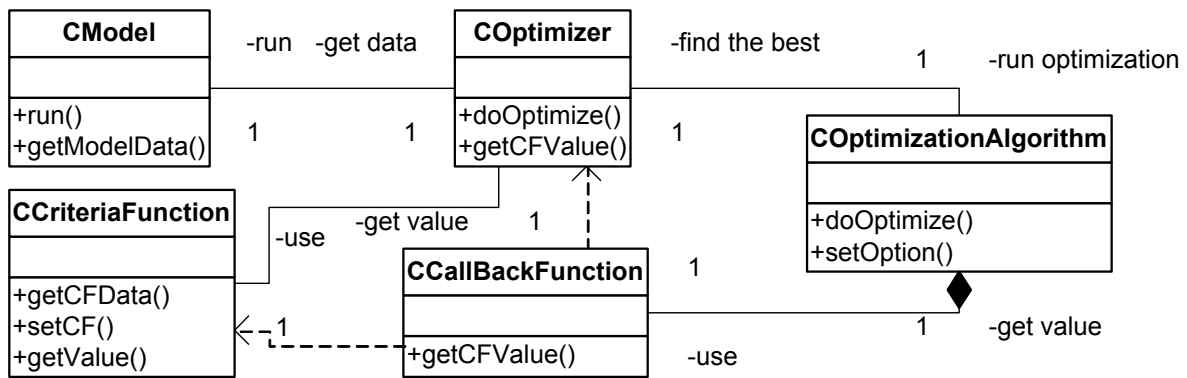 CModel
-run
-get data
COptimizer
-find the best
1
-run optimization
+run()
+getModelData()
1
1
+doOptimize()
+getCFValue()
1
COptimizationAlgorithm
+doOptimize()
+setOption()
CCriteriaFunction
-use
-get value
1
+getCFData()
+setCF()
+getValue()
1
CCallBackFunction
+getCFValue()
1
-use
1
-get value